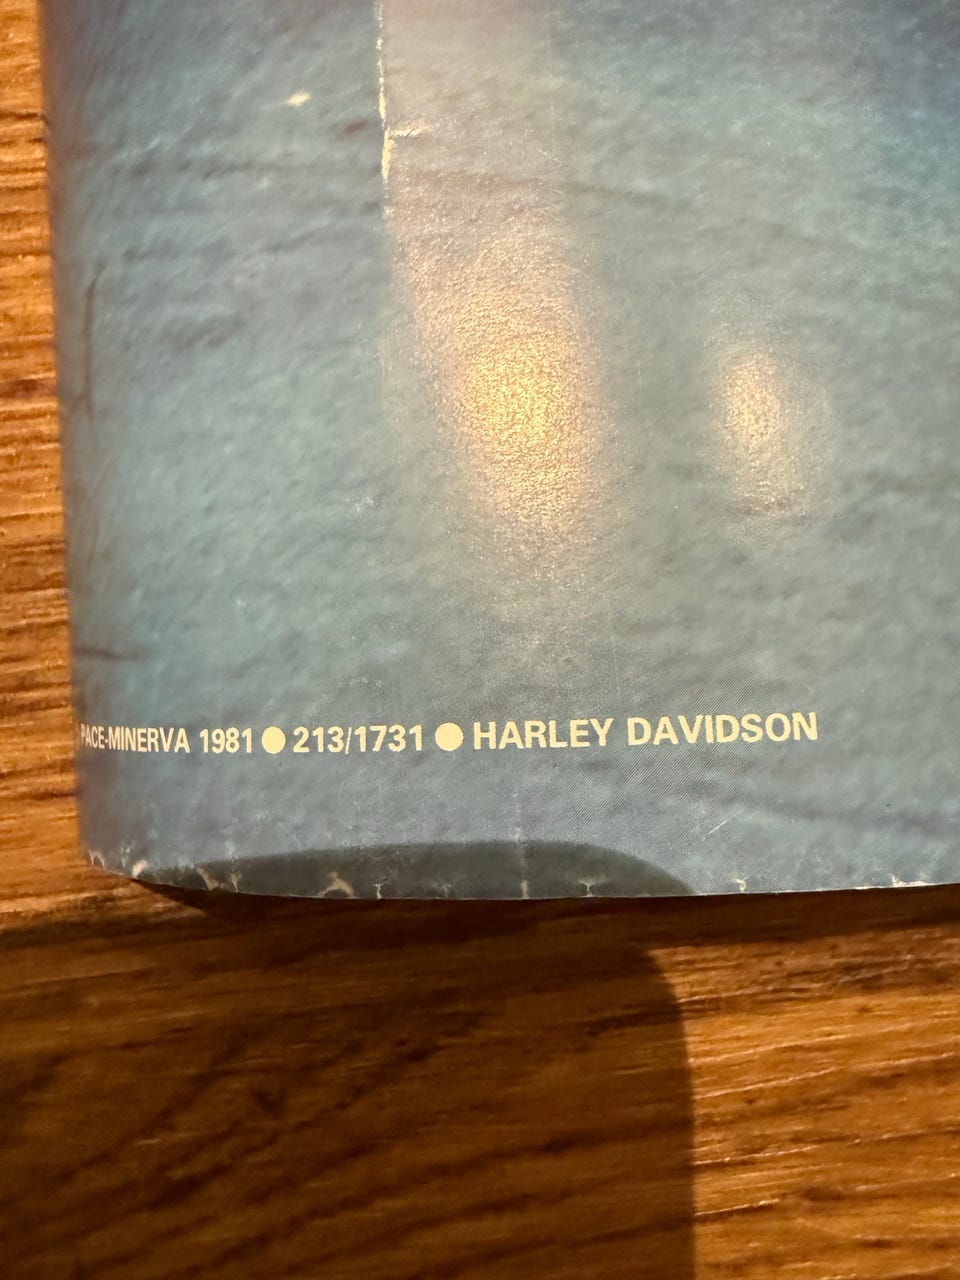 PACE-MINERVA 1981 ● 213/1731 ● HARLEY DAVIDSON